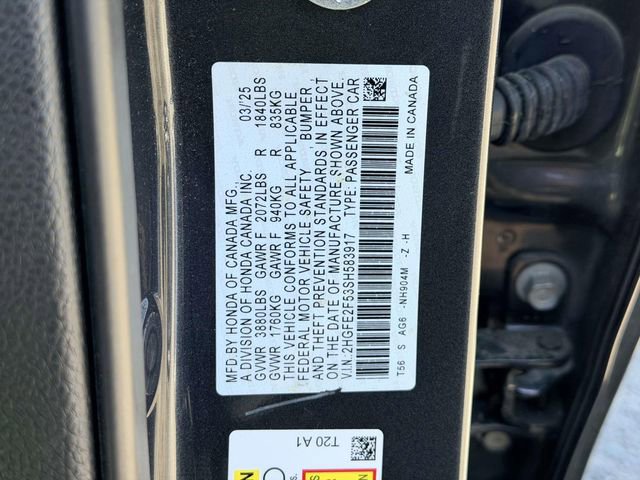 MFD.BY HONDA OF CANADA MFG., 03/'25
A DIVISION OF HONDA CANADA INC.
GVWR 3880LBS GAWR F 2072LBS R 1840LBS
GVWR 1760KG GAWR F 940KG R 835KG
THIS VEHICLE CONFORMS TO ALL APPLICABLE
FEDERAL MOTOR VEHICLE SAFETY, BUMPER,
AND THEFT PREVENTION STANDARDS IN EFFECT
ON THE DATE OF MANUFACTURE SHOWN ABOVE.
V.I.N.:2HGFE2F53SH583917 TYPE:PASSENGER CAR
T56 S AG6 -NH904M -Z -H
MADE IN CANADA
T20 A1